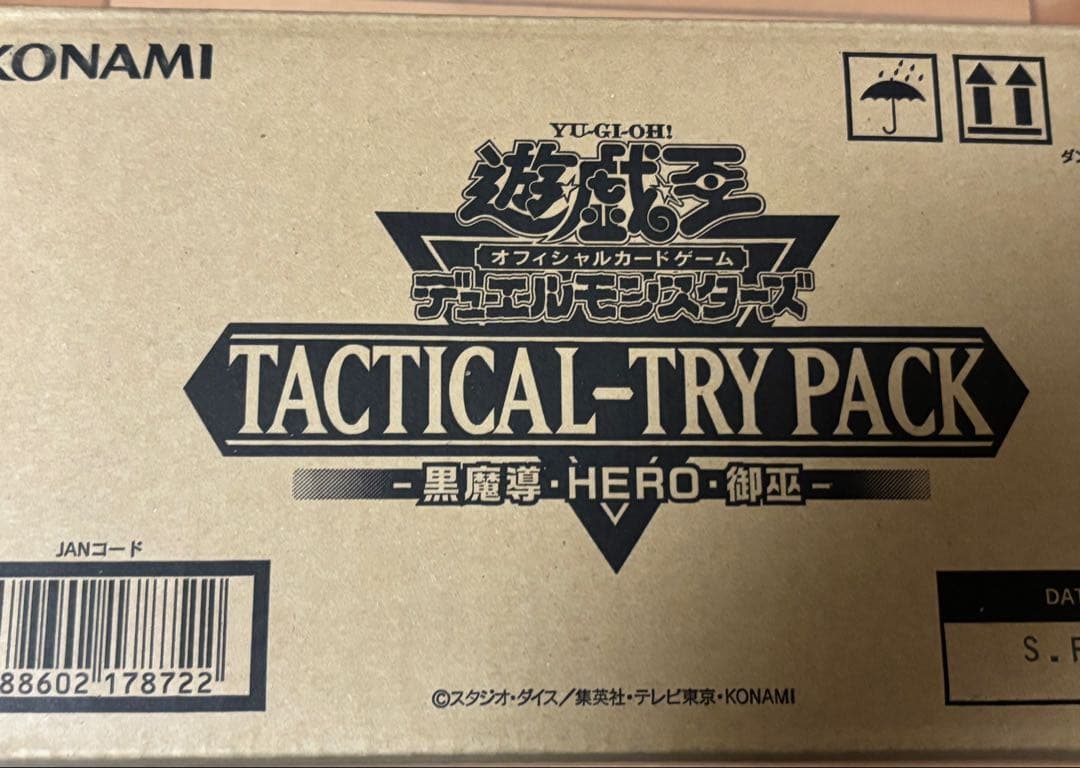 KONAMI
YU-GI-OH!
遊☆戯☆王
オフィシャルカードゲーム
デュエルモンスターズ
TACTICAL-TRY PACK
-黒魔導・HERO・御巫-
JANコード
88602 178722
DAT
S.
©スタジオ・ダイス/集英社・テレビ東京・KONAMI